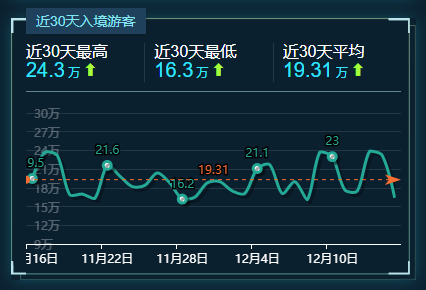 近30天入境游客
近30天最高 近30天最低 近30天平均
24.3 万 16.3 万 19.31 万
30万
27万
24万
21万
18万
15万
12万
9万
9.5
21.6
16.2
19.31
21.1
23
月16日 11月22日 11月28日 12月4日 12月10日